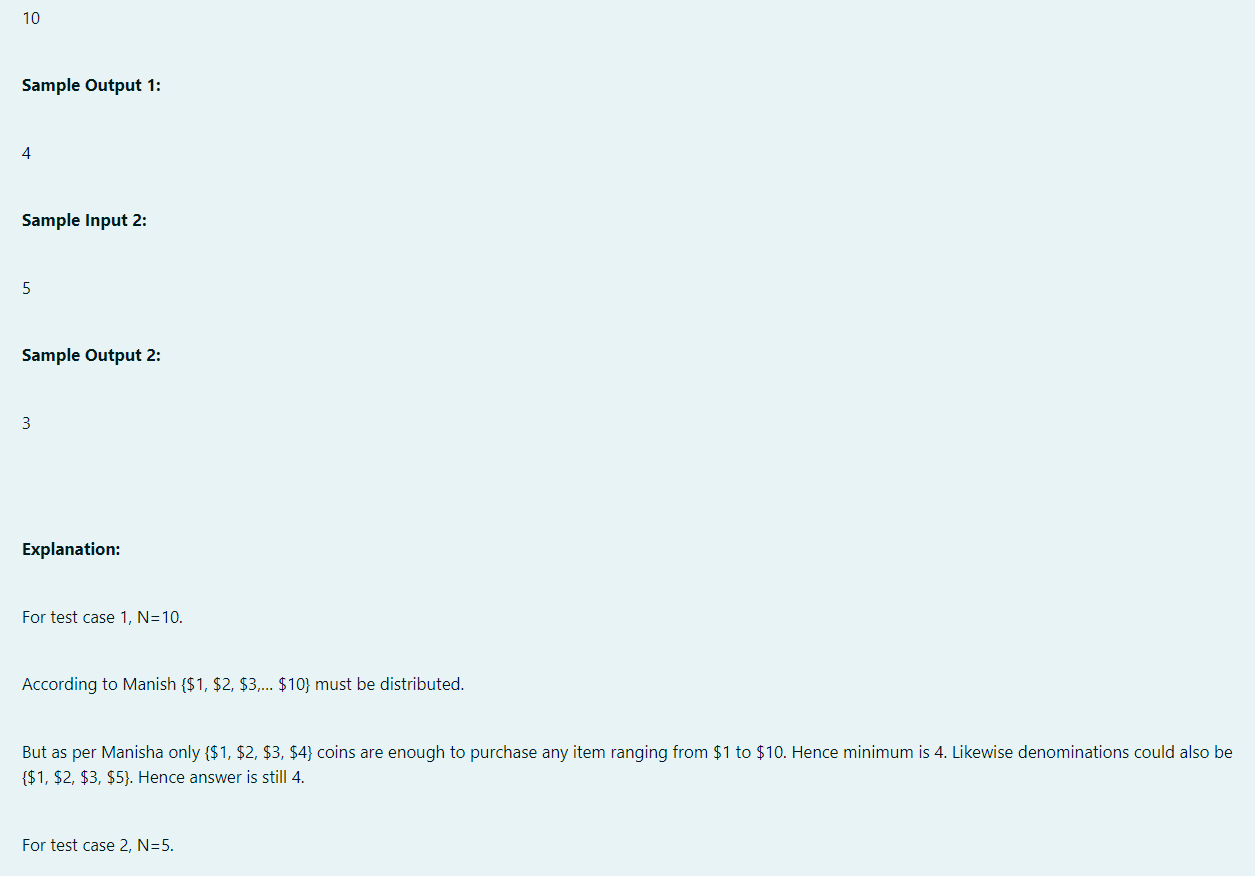 10
Sample Output 1:
4
Sample Input 2:
5
Sample Output 2:
3
Explanation:
For test case 1, N=10.
According to Manish {$1, $2, $3,... $10} must be distributed.
But as per Manisha only {$1, $2, $3, $4} coins are enough to purchase any item ranging from $1 to $10. Hence minimum is 4. Likewise denominations could also be
{$1, $2, $3, $5}. Hence answer is still 4.
For test case 2, N=5.